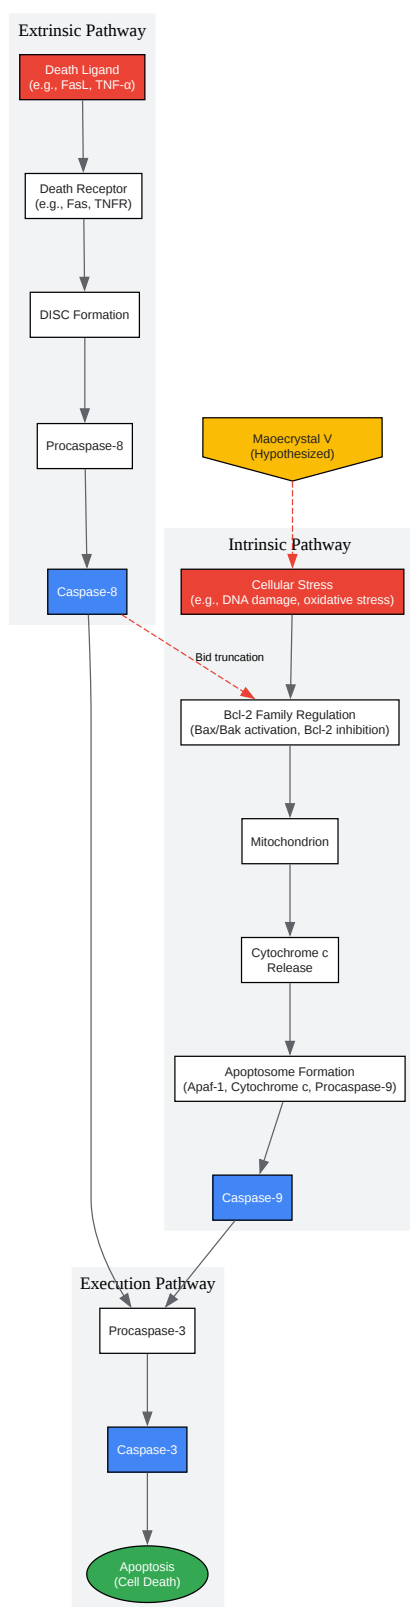 Extrinsic Pathway
Death Ligand
(e.g., FasL, TNF-α)
Death Receptor
(e.g., Fas, TNFR)
DISC Formation
Procaspase-8
Caspase-8
Maoecrystal V
(Hypothesized)
Intrinsic Pathway
Cellular Stress
(e.g., DNA damage, oxidative stress)
Bid truncation
Bcl-2 Family Regulation
(Bax/Bak activation, Bcl-2 inhibition)
Mitochondrion
Cytochrome c
Release
Apoptosome Formation
(Apaf-1, Cytochrome c, Procaspase-9)
Caspase-9
Execution Pathway
Procaspase-3
Caspase-3
Apoptosis
(Cell Death)